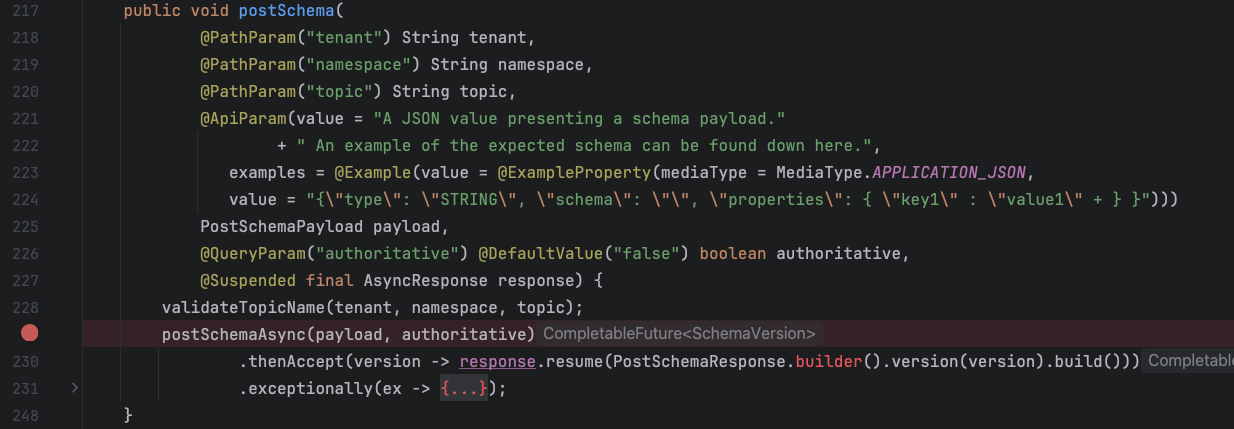 217 public void postSchema(
218 @PathParam("tenant") String tenant,
219 @PathParam("namespace") String namespace,
220 @PathParam("topic") String topic,
221 @ApiParam(value = "A JSON value presenting a schema payload."
222 + " An example of the expected schema can be found down here.",
223 examples = @Example(value = @ExampleProperty(mediaType = MediaType.APPLICATION_JSON,
224 value = "{\"type\": \"STRING\", \"schema\": \"\", \"properties\": { \"key1\" : \"value1\" + } }")))
225 PostSchemaPayload payload,
226 @QueryParam("authoritative") @DefaultValue("false") boolean authoritative,
227 @Suspended final AsyncResponse response) {
228 validateTopicName(tenant, namespace, topic);
postSchemaAsync(payload, authoritative) CompletableFuture<SchemaVersion>
230 .thenAccept(version -> response.resume(PostSchemaResponse.builder().version(version).build())) Completable
231 .exceptionally(ex -> {...});
248 }